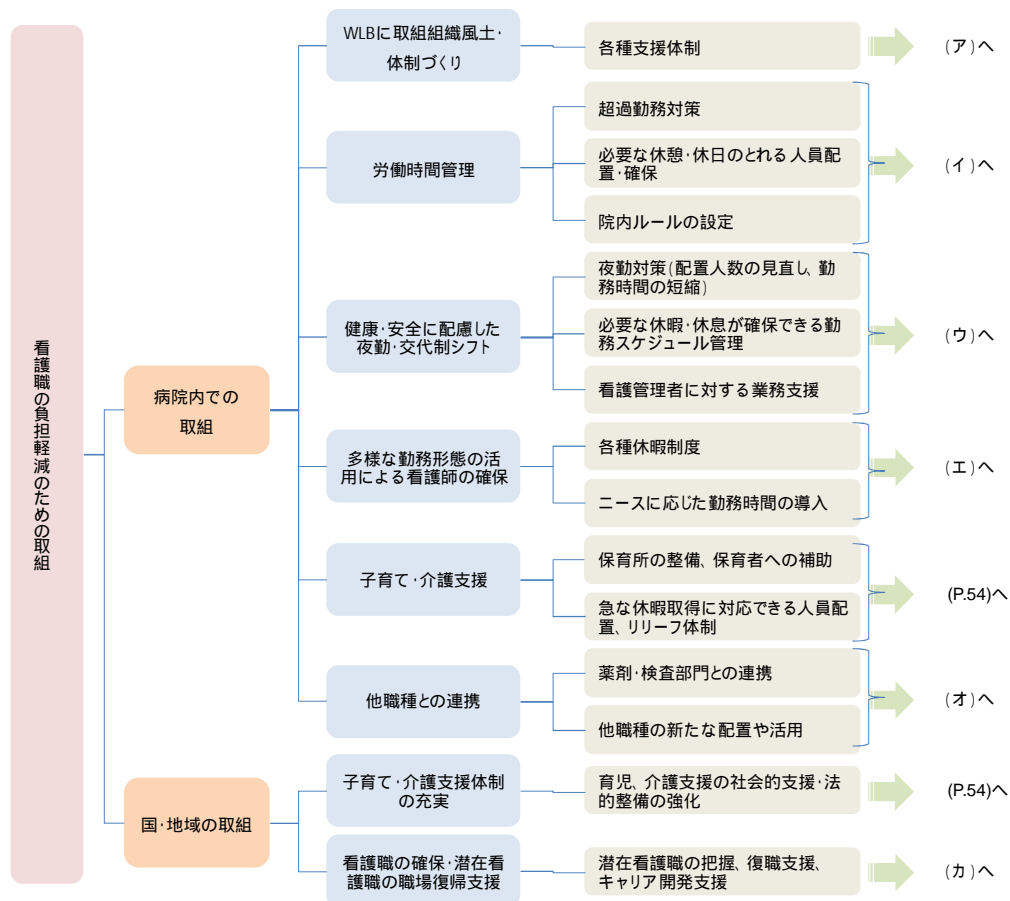 看護職の負担軽減のための取組
病院内での
取組
WLBに取組組織風土・
体制づくり
各種支援体制
(ア)へ
労働時間管理
超過勤務対策
必要な休憩・休日のとれる人員配
置・確保
院内ルールの設定
(イ)へ
健康・安全に配慮した
夜勤・交代制シフト
夜勤対策(配置人数の見直し、勤
務時間の短縮)
必要な休暇・休息が確保できる勤
務スケジュール管理
看護管理者に対する業務支援
(ウ)へ
多様な勤務形態の活
用による看護師の確保
各種休暇制度
ニースに応じた勤務時間の導入
(エ)へ
子育て・介護支援
保育所の整備、保育者への補助
急な休暇取得に対応できる人員配
置、リリーフ体制
(P.54)へ
他職種との連携
薬剤・検査部門との連携
他職種の新たな配置や活用
(オ)へ
国・地域の取組
子育て・介護支援体制
の充実
育児、介護支援の社会的支援・法
的整備の強化
(P.54)へ
看護職の確保・潜在看
護職の職場復帰支援
潜在看護職の把握、復職支援、
キャリア開発支援
(カ)へ